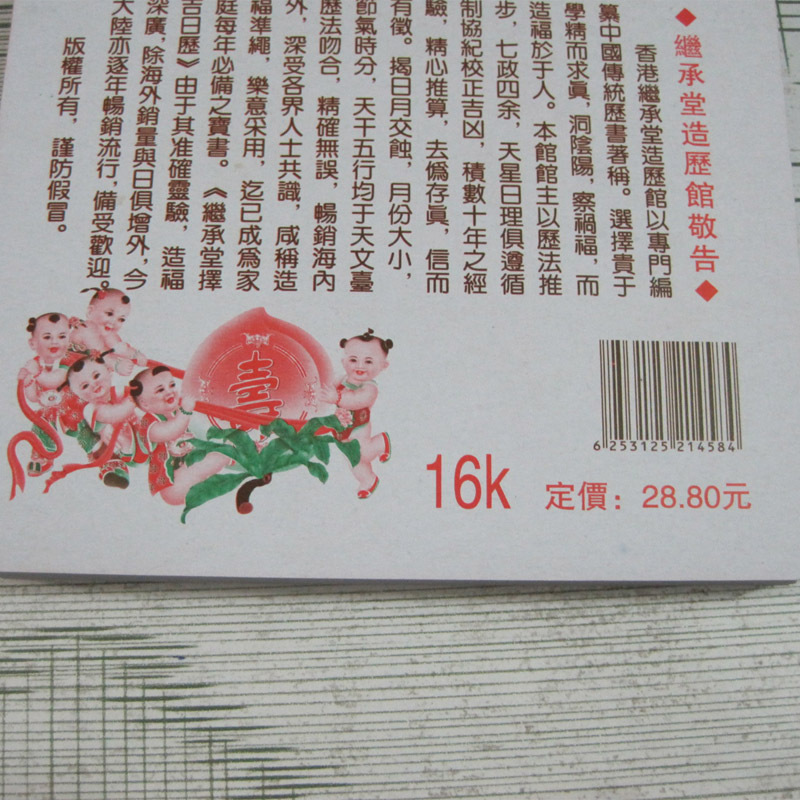 ◆繼承堂造歷館敬告◆
香港繼承堂造歷館以專門編
纂中國傳統歷書著稱。選擇貴于
學精而求眞，洞陰陽，察禍福，而
造福於于人。本館館主以歷法推
步，七政四余，天星日理俱遵循
制協紀校正吉凶，積數十年之經
驗，精心推算，去僞存眞，信而
有徵。揭日月交蝕，月份大小，
節氣時分，天干五行均于天文臺
歷法吻合，精確無誤，暢銷海內
外，深受各界人士共識，咸稱造
福準繩，樂意采用，迄已成爲家
庭每年必備之寶書。《繼承堂擇
吉日歷》由于其准確靈驗，造福
深廣，除海外銷量與日俱增外，今
大陸亦逐年暢銷流行，備受歡迎。
版權所有，謹防假冒。
壽
6 253125 214584
16k
定價：28.80元